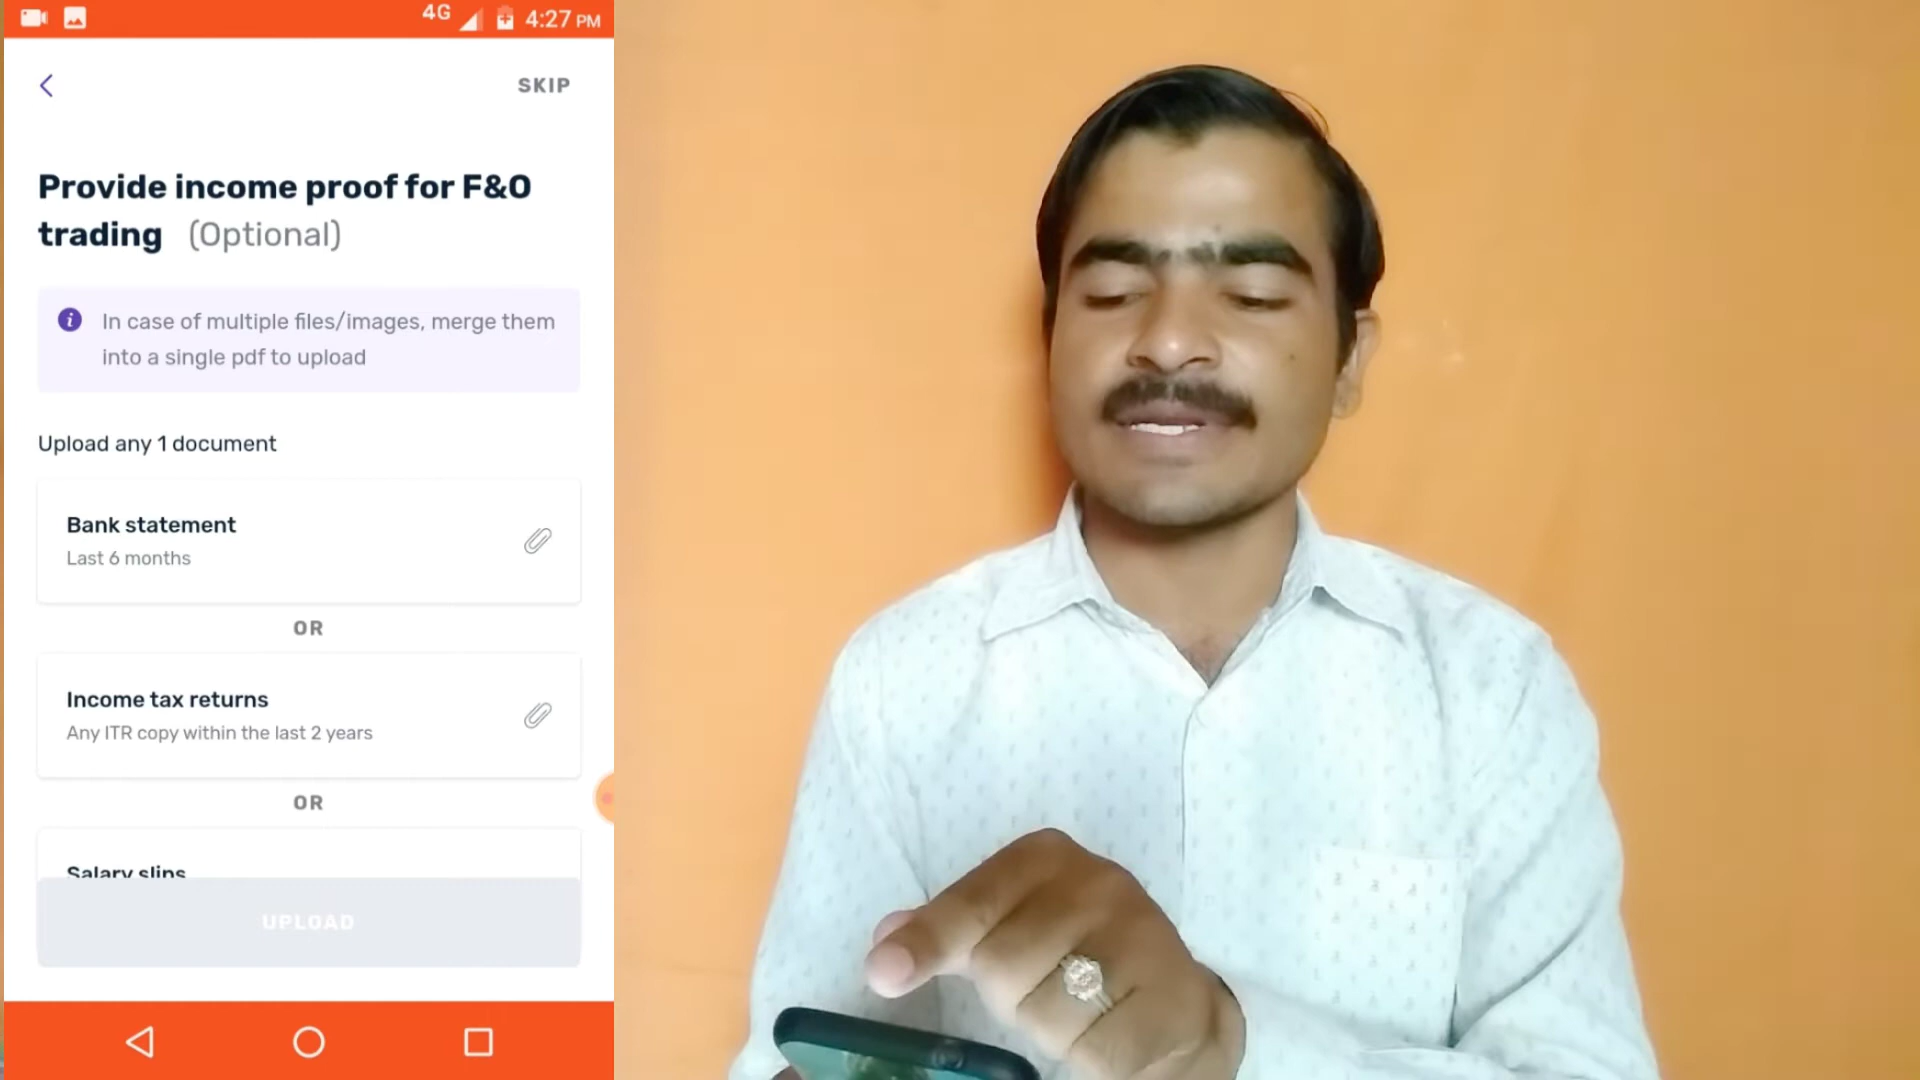 4G 4:27 PM
SKIP
Provide income proof for F&O
trading (Optional)
In case of multiple files/images, merge them
into a single pdf to upload
Upload any 1 document
Bank statement
Last 6 months
OR
Income tax returns
Any ITR copy within the last 2 years
OR
Salary slips
UPLOAD